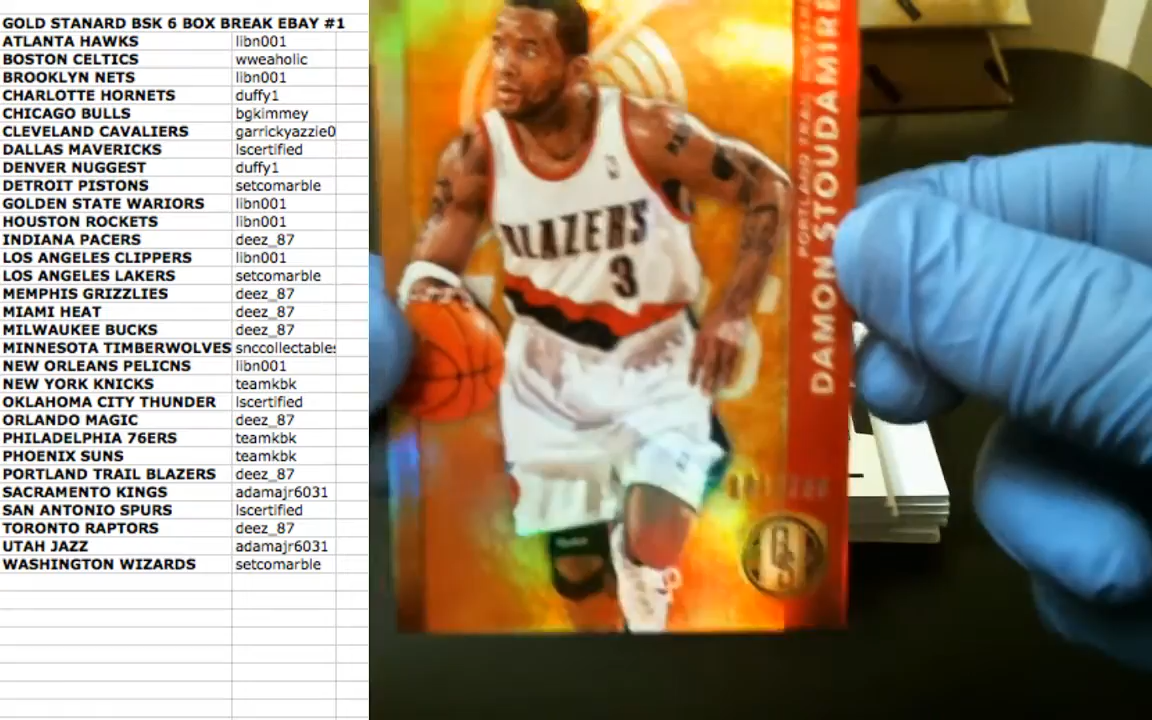 GOLD STANARD BSK 6 BOX BREAK EBAY #1
ATLANTA HAWKS libn001
BOSTON CELTICS wweaholic
BROOKLYN NETS libn001
CHARLOTTE HORNETS duffy1
CHICAGO BULLS bgkimmey
CLEVELAND CAVALIERS garrickyazzie0
DALLAS MAVERICKS lscertified
DENVER NUGGEST duffy1
DETROIT PISTONS setcomarble
GOLDEN STATE WARIORS libn001
HOUSTON ROCKETS libn001
INDIANA PACERS deez_87
LOS ANGELES CLIPPERS libn001
LOS ANGELES LAKERS setcomarble
MEMPHIS GRIZZLIES deez_87
MIAMI HEAT deez_87
MILWAUKEE BUCKS deez_87
MINNESOTA TIMBERWOLVES snccollectables
NEW ORLEANS PELICNS libn001
NEW YORK KNICKS teamkbk
OKLAHOMA CITY THUNDER lscertified
ORLANDO MAGIC deez_87
PHILADELPHIA 76ERS teamkbk
PHOENIX SUNS teamkbk
PORTLAND TRAIL BLAZERS deez_87
SACRAMENTO KINGS adamajr6031
SAN ANTONIO SPURS lscertified
TORONTO RAPTORS deez_87
UTAH JAZZ adamajr6031
WASHINGTON WIZARDS setcomarble
BLAZERS
3
PORTLAND TRAIL BLAZERS
DAMON STOUDAMIRE
GS